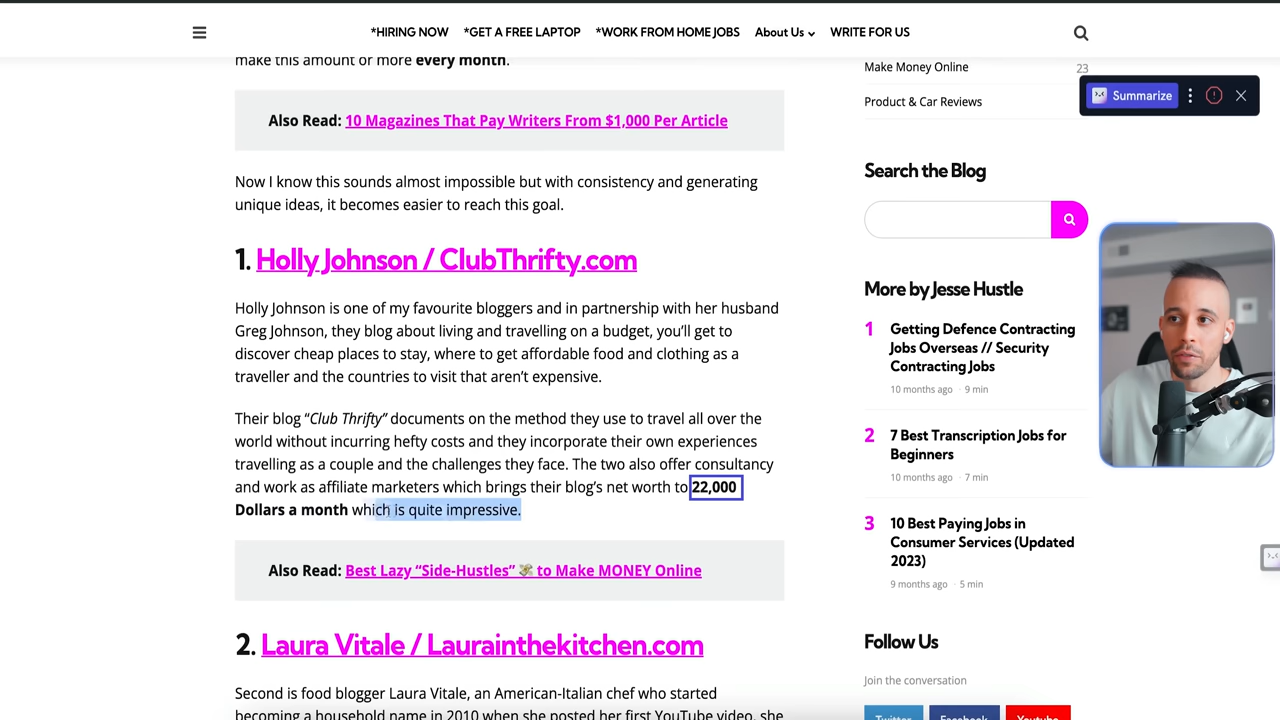 *HIRING NOW *GET A FREE LAPTOP *WORK FROM HOME JOBS About Us WRITE FOR US
make this amount or more every month.
Also Read: 10 Magazines That Pay Writers From $1,000 Per Article
Now I know this sounds almost impossible but with consistency and generating
unique ideas, it becomes easier to reach this goal.
1. Holly Johnson / ClubThrifty.com
Holly Johnson is one of my favourite bloggers and in partnership with her husband
Greg Johnson, they blog about living and travelling on a budget, you’ll get to
discover cheap places to stay, where to get affordable food and clothing as a
traveller and the countries to visit that aren’t expensive.
Their blog “Club Thrifty” documents on the method they use to travel all over the
world without incurring hefty costs and they incorporate their own experiences
travelling as a couple and the challenges they face. The two also offer consultancy
and work as affiliate marketers which brings their blog’s net worth to 22,000
Dollars a month which is quite impressive.
Also Read: Best Lazy “Side-Hustles” 💸 to Make MONEY Online
2. Laura Vitale / Laurainthekitchen.com
Second is food blogger Laura Vitale, an American-Italian chef who started
becoming a household name in 2010 when she posted her first YouTube video, she
Make Money Online 23
Product & Car Reviews
Summarize
Search the Blog
More by Jesse Hustle
1 Getting Defence Contracting
Jobs Overseas // Security
Contracting Jobs
10 months ago · 9 min
2 7 Best Transcription Jobs for
Beginners
10 months ago · 7 min
3 10 Best Paying Jobs in
Consumer Services (Updated
2023)
9 months ago · 5 min
Follow Us
Join the conversation
Twitter Facebook Youtube